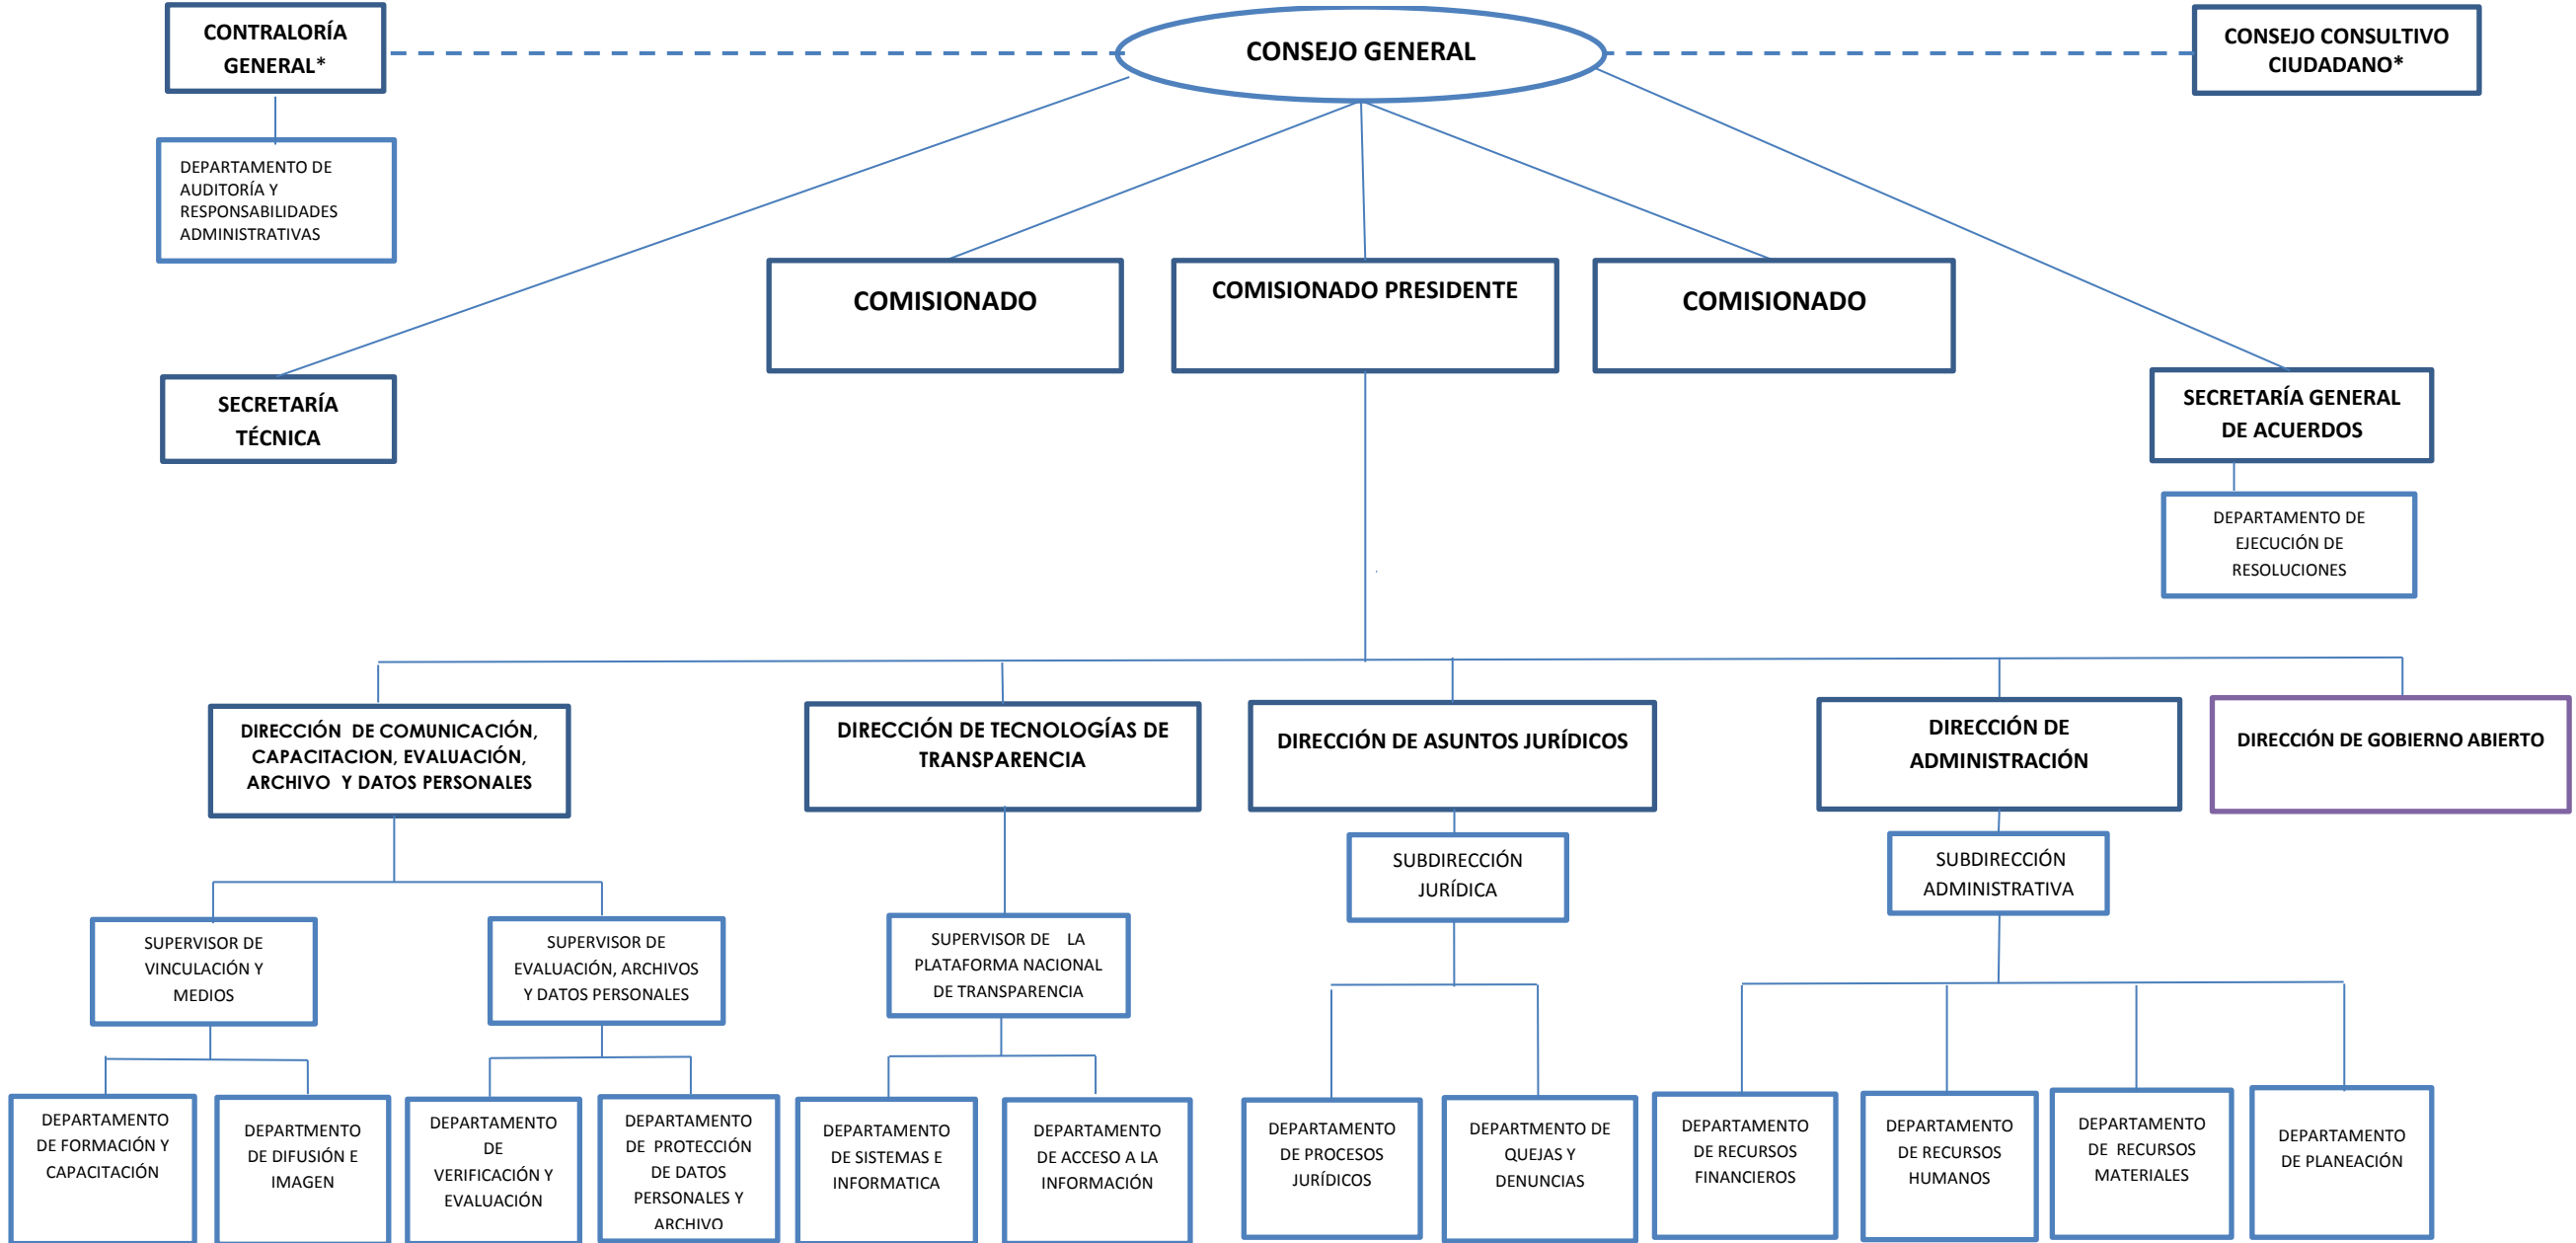 CONTRALORÍA
GENERAL*
CONSEJO GENERAL
CONSEJO CONSULTIVO
CIUDADANO*
DEPARTAMENTO DE
AUDITORÍA Y
RESPONSABILIDADES
ADMINISTRATIVAS
COMISIONADO
COMISIONADO PRESIDENTE
COMISIONADO
SECRETARÍA
TÉCNICA
SECRETARÍA GENERAL
DE ACUERDOS
DEPARTAMENTO DE
EJECUCIÓN DE
RESOLUCIONES
DIRECCIÓN DE COMUNICACIÓN,
CAPACITACION, EVALUACIÓN,
ARCHIVO Y DATOS PERSONALES
DIRECCIÓN DE TECNOLOGÍAS DE
TRANSPARENCIA
DIRECCIÓN DE ASUNTOS JURÍDICOS
DIRECCIÓN DE
ADMINISTRACIÓN
DIRECCIÓN DE GOBIERNO ABIERTO
SUBDIRECCIÓN
JURÍDICA
SUBDIRECCIÓN
ADMINISTRATIVA
SUPERVISOR DE
VINCULACIÓN Y
MEDIOS
SUPERVISOR DE
EVALUACIÓN, ARCHIVOS
Y DATOS PERSONALES
SUPERVISOR DE LA
PLATAFORMA NACIONAL
DE TRANSPARENCIA
DEPARTAMENTO
DE FORMACIÓN Y
CAPACITACIÓN
DEPARTMENTO
DE DIFUSIÓN E
IMAGEN
DEPARTAMENTO
DE
VERIFICACIÓN Y
EVALUACIÓN
DEPARTAMENTO
DE PROTECCIÓN
DE DATOS
PERSONALES Y
ARCHIVO
DEPARTAMENTO
DE SISTEMAS E
INFORMATICA
DEPARTAMENTO
DE ACCESO A LA
INFORMACIÓN
DEPARTAMENTO
DE PROCESOS
JURÍDICOS
DEPARTMENTO DE
QUEJAS Y
DENUNCIAS
DEPARTAMENTO
DE RECURSOS
FINANCIEROS
DEPARTAMENTO
DE RECURSOS
HUMANOS
DEPARTAMENTO
DE RECURSOS
MATERIALES
DEPARTAMENTO
DE PLANEACIÓN